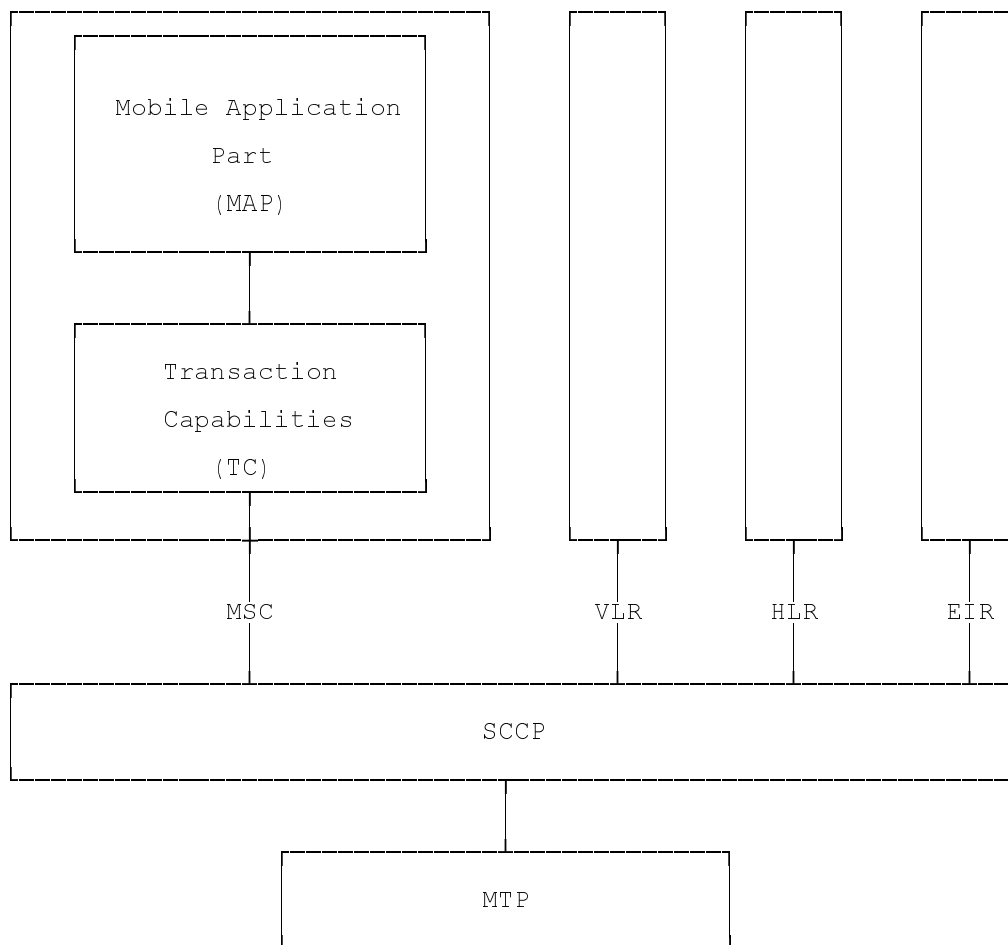 Mobile Application
Part
(MAP)
Transaction
Capabilities
(TC)
MSC VLR HLR EIR
SCCP
MTP